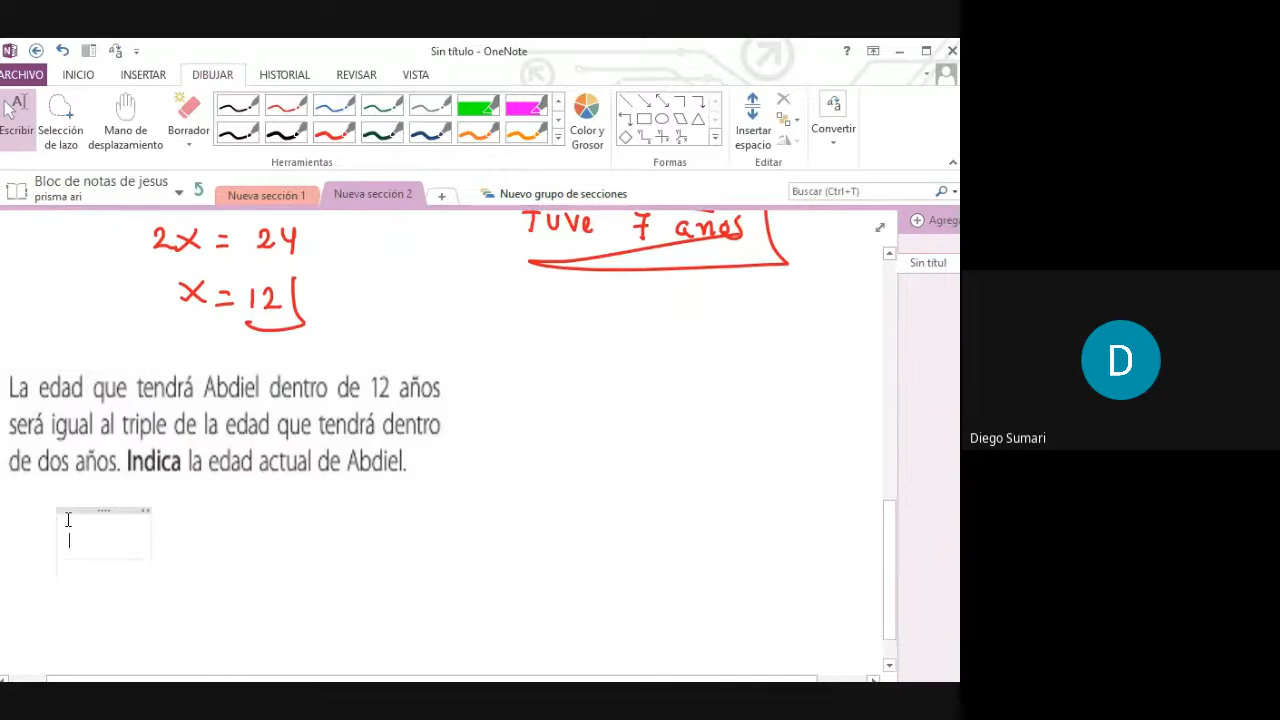 Sin título - OneNote
ARCHIVO INICIO INSERTAR DIBUJAR HISTORIAL REVISAR VISTA
Escribir
Selección de lazo
Mano de desplazamiento
Borrador
Color y Grosor
Insertar espacio
Convertir
Herramientas
Formas
Editar
Bloc de notas de jesus
prisma ari
Nueva sección 1
Nueva sección 2
Nuevo grupo de secciones
Buscar (Ctrl+T)
Agrega
Sin títul
TUVe 7 años
2x = 24
x = 12
La edad que tendrá Abdiel dentro de 12 años
será igual al triple de la edad que tendrá dentro
de dos años. Indica la edad actual de Abdiel.
D
Diego Sumari